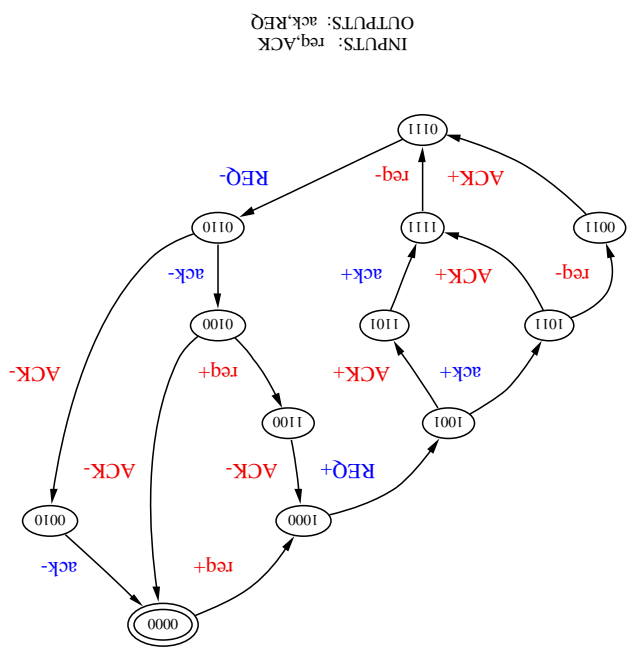 0000
req+
ack-
1000
0010
REQ+
ACK-
ACK-
1001
1100
ack+
ACK+
req+
ACK-
1011
1101
0100
req-
ACK+
ack+
ack-
0011
1111
0110
ACK+
req-
REQ-
0111
INPUTS: req,ACK
OUTPUTS: ack,REQ